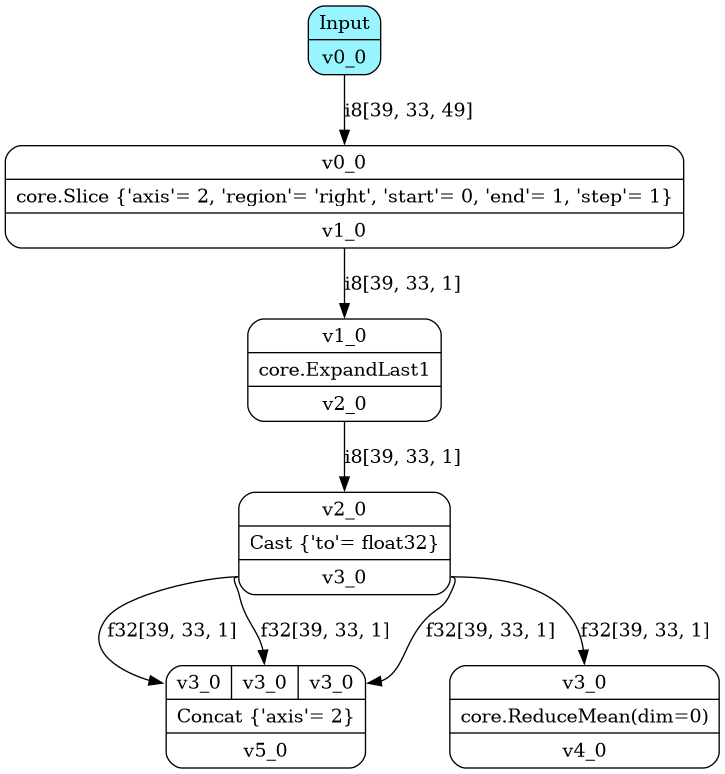 Input
v0_0
i8[39, 33, 49]
v0_0
core.Slice {'axis'= 2, 'region'= 'right', 'start'= 0, 'end'= 1, 'step'= 1}
v1_0
i8[39, 33, 1]
v1_0
core.ExpandLast1
v2_0
i8[39, 33, 1]
v2_0
Cast {'to'= float32}
v3_0
f32[39, 33, 1] f32[39, 33, 1] f32[39, 33, 1] f32[39, 33, 1]
v3_0 v3_0 v3_0
Concat {'axis'= 2}
v5_0
v3_0
core.ReduceMean(dim=0)
v4_0